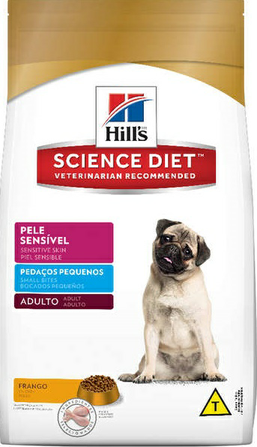 Hill's
SCIENCE DIET™
VETERINARIAN RECOMMENDED
PELE
SENSÍVEL
SENSITIVE SKIN
PIEL SENSIBLE
PEDAÇOS PEQUENOS
SMALL BITES
BOCADOS PEQUEÑOS
ADULTO ADULT
ADULTO
FRANGO
T